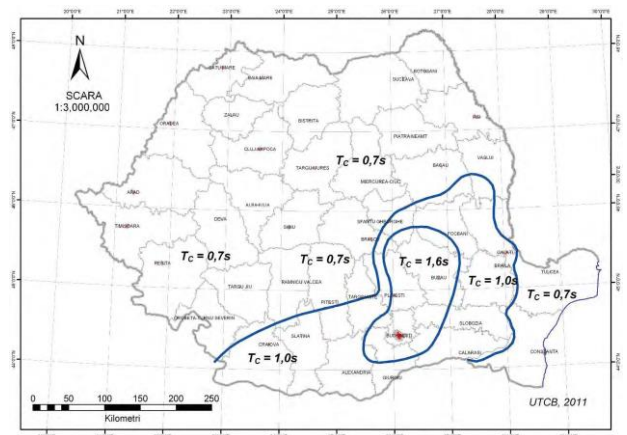 N
SCARA
1:3,000,000
SATU MARE
BAIA MARE
BOTOSANI
SUCEAVA
ZALAU
ORADEA
BISTRITA
CLUJ-NAPOCA
PIATRA NEAMT
T_C = 0,7s
TARGU MURES
VASLUI
BACAU
MIERCUREA-CIUC
ARAD
ALBA IULIA
DEVA
SIBIU
SFANTU GHEORGHE
BRASOV
FOCSANI
TIMISOARA
T_C = 0,7s
T_C = 0,7s
T_C = 1,6s
GALATI
BRAILA
TULCEA
RESITA
BUZAU
T_C = 1,0s
T_C = 0,7s
TARGU JIU
RAMNICU VALCEA
PITESTI
TARGOVISTE
PLOIESTI
DROBETA-TURNU SEVERIN
SLATINA
SLOBOZIA
BUCURESTI
CRAIOVA
T_C = 1,0s
CALARASI
CONSTANTA
ALEXANDRIA
GIURGIU
0 50 100 150 200 250
Kilometri
UTCB, 2011